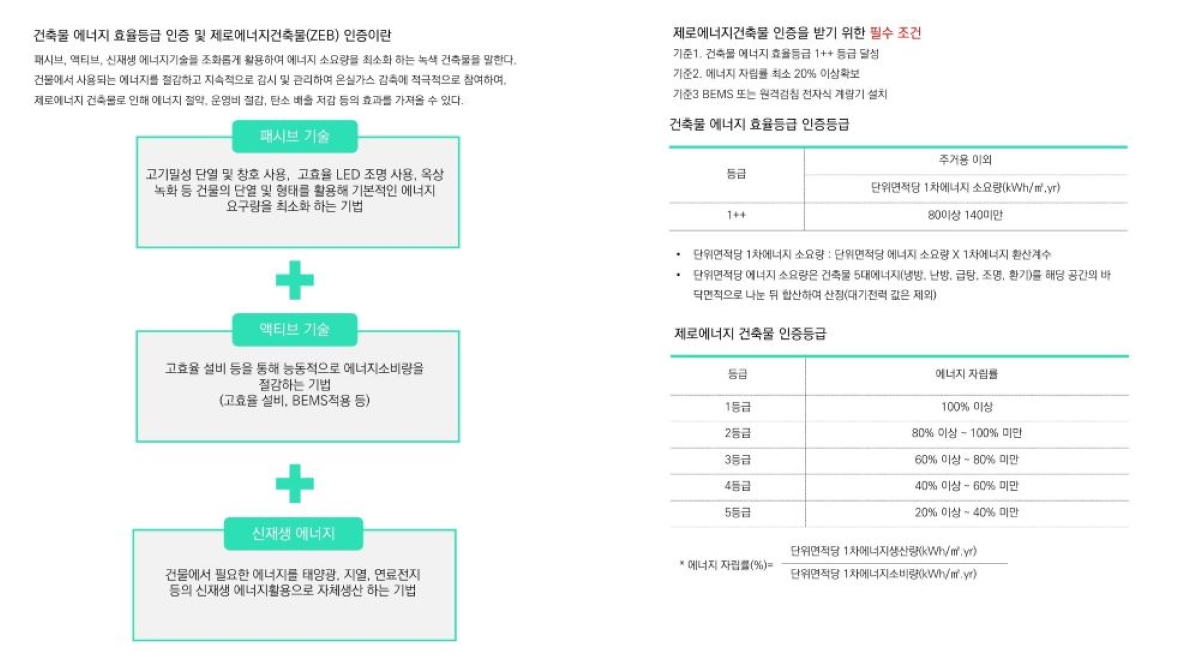 건축물 에너지 효율등급 인증 및 제로에너지건축물(ZEB) 인증이란
패시브, 액티브, 신재생 에너지기술을 조화롭게 활용하여 에너지 소요량을 최소화 하는 녹색 건축물을 말한다.
건물에서 사용되는 에너지를 절감하고 지속적으로 감시 및 관리하여 온실가스 감축에 적극적으로 참여하며,
제로에너지 건축물로 인해 에너지 절약, 운영비 절감, 탄소 배출 저감 등의 효과를 가져올 수 있다.
패시브 기술
고기밀성 단열 및 창호 사용, 고효율 LED 조명 사용, 옥상
녹화 등 건물의 단열 및 형태를 활용해 기본적인 에너지
요구량을 최소화 하는 기법
액티브 기술
고효율 설비 등을 통해 능동적으로 에너지소비량을
절감하는 기법
(고효율 설비, BEMS적용 등)
신재생 에너지
건물에서 필요한 에너지를 태양광, 지열, 연료전지
등의 신재생 에너지활용으로 자체생산 하는 기법
제로에너지건축물 인증을 받기 위한 필수 조건
기준1. 건축물 에너지 효율등급 1++ 등급 달성
기준2. 에너지 자립률 최소 20% 이상확보
기준3 BEMS 또는 원격검침 전자식 계량기 설치
건축물 에너지 효율등급 인증등급
등급
주거용 이외
단위면적당 1차에너지 소요량(kWh/㎡,yr)
1++ 80이상 140미만
• 단위면적당 1차에너지 소요량 : 단위면적당 에너지 소요량 X 1차에너지 환산계수
• 단위면적당 에너지 소요량은 건축물 5대에너지(냉방, 난방, 급탕, 조명, 환기)를 해당 공간의 바
닥면적으로 나눈 뒤 합산하여 산정(대기전력 값은 제외)
제로에너지 건축물 인증등급
등급 에너지 자립률
1등급 100% 이상
2등급 80% 이상 ~ 100% 미만
3등급 60% 이상 ~ 80% 미만
4등급 40% 이상 ~ 60% 미만
5등급 20% 이상 ~ 40% 미만
* 에너지 자립률(%)=
단위면적당 1차에너지생산량(kWh/㎡.yr)
단위면적당 1차에너지소비량(kWh/㎡.yr)